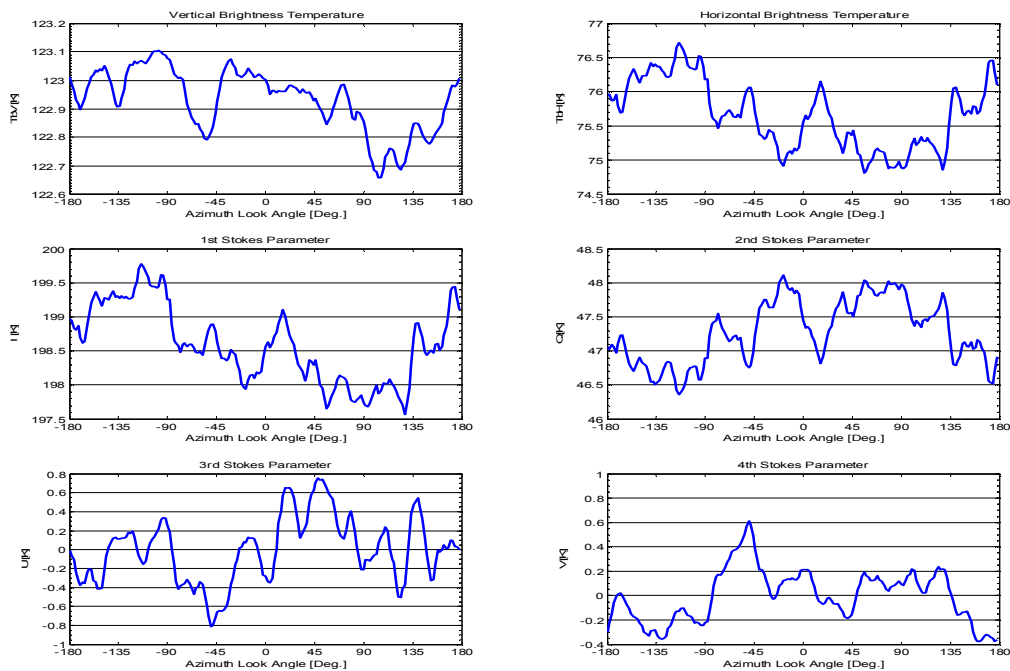 Vertical Brightness Temperature
123.2
123.1
123
122.9
122.8
122.7
122.6
TBV[K]
-180 -135 -90 -45 0 45 90 135 180
Azimuth Look Angle [Deg.]
Horizontal Brightness Temperature
77
76.5
76
75.5
75
74.5
TBH[K]
-180 -135 -90 -45 0 45 90 135 180
Azimuth Look Angle [Deg.]
1st Stokes Parameter
200
199.5
199
198.5
198
197.5
I [K]
-180 -135 -90 -45 0 45 90 135 180
Azimuth Look Angle [Deg.]
2nd Stokes Parameter
48.5
48
47.5
47
46.5
46
Q[K]
-180 -135 -90 -45 0 45 90 135 180
Azimuth Look Angle [Deg.]
3rd Stokes Parameter
0.8
0.6
0.4
0.2
0
-0.2
-0.4
-0.6
-0.8
-1
U[K]
-180 -135 -90 -45 0 45 90 135 180
Azimuth Look Angle [Deg.]
4th Stokes Parameter
1
0.8
0.6
0.4
0.2
0
-0.2
-0.4
V[K]
-180 -135 -90 -45 0 45 90 135 180
Azimuth Look Angle [Deg.]